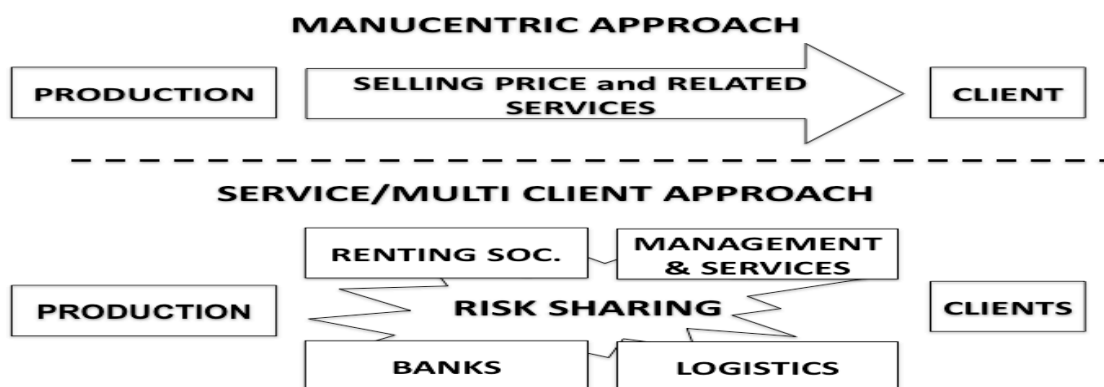 MANUCENTRIC APPROACH
PRODUCTION
SELLING PRICE and RELATED
SERVICES
CLIENT
SERVICE/MULTI CLIENT APPROACH
RENTING SOC.
MANAGEMENT
& SERVICES
PRODUCTION
RISK SHARING
CLIENTS
BANKS
LOGISTICS